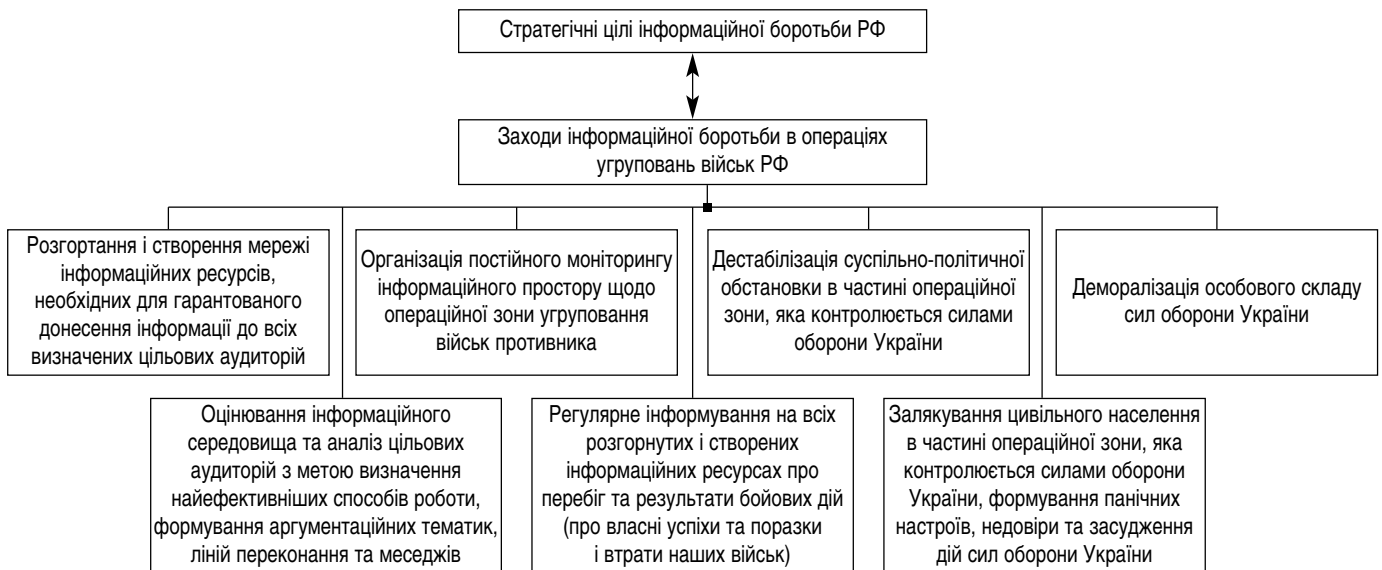 Стратегічні цілі інформаційної боротьби РФ
Заходи інформаційної боротьби в операціях
угруповань військ РФ
Розгортання і створення мережі
інформаційних ресурсів,
необхідних для гарантованого
донесення інформації до всіх
визначених цільових аудиторій
Організація постійного моніторингу
інформаційного простору щодо
операційної зони угруповання
військ противника
Дестабілізація суспільно-політичної
обстановки в частині операційної
зони, яка контролюється силами
оборони України
Деморалізація особового складу
сил оборони України
Оцінювання інформаційного
середовища та аналіз цільових
аудиторій з метою визначення
найефективніших способів роботи,
формування аргументаційних тематик,
ліній переконання та меседжів
Регулярне інформування на всіх
розгорнутих і створених
інформаційних ресурсах про
перебіг та результати бойових дій
(про власні успіхи та поразки
і втрати наших військ)
Залякування цивільного населення
в частині операційної зони, яка
контролюється силами оборони
України, формування панічних
настроїв, недовіри та засудження
дій сил оборони України